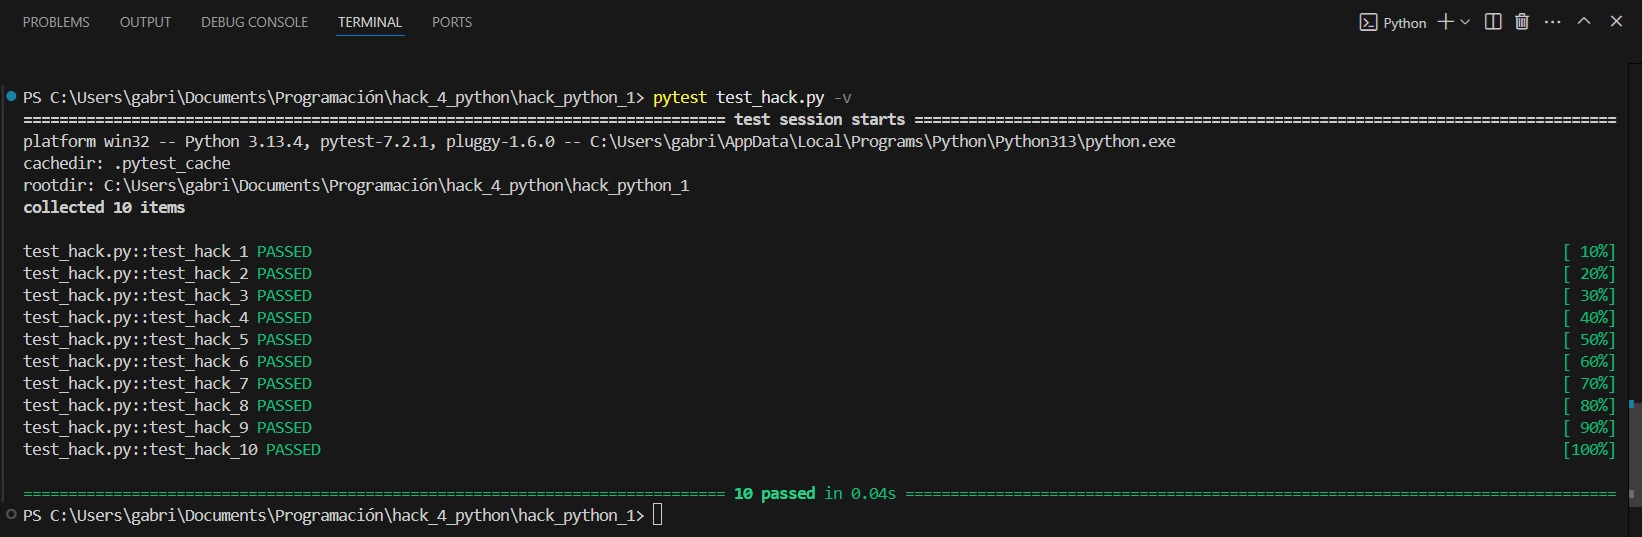 PROBLEMS OUTPUT DEBUG CONSOLE TERMINAL PORTS Python
PS C:\Users\gabri\Documents\Programación\hack_4_python\hack_python_1> pytest test_hack.py -v
============================================================================== test session starts ==============================================================================
platform win32 -- Python 3.13.4, pytest-7.2.1, pluggy-1.6.0 -- C:\Users\gabri\AppData\Local\Programs\Python\Python313\python.exe
cachedir: .pytest_cache
rootdir: C:\Users\gabri\Documents\Programación\hack_4_python\hack_python_1
collected 10 items
test_hack.py::test_hack_1 PASSED [ 10%]
test_hack.py::test_hack_2 PASSED [ 20%]
test_hack.py::test_hack_3 PASSED [ 30%]
test_hack.py::test_hack_4 PASSED [ 40%]
test_hack.py::test_hack_5 PASSED [ 50%]
test_hack.py::test_hack_6 PASSED [ 60%]
test_hack.py::test_hack_7 PASSED [ 70%]
test_hack.py::test_hack_8 PASSED [ 80%]
test_hack.py::test_hack_9 PASSED [ 90%]
test_hack.py::test_hack_10 PASSED [100%]
============================================================================== 10 passed in 0.04s ===============================================================================
PS C:\Users\gabri\Documents\Programación\hack_4_python\hack_python_1>